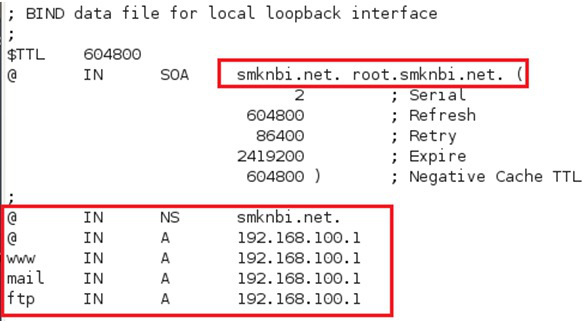 ; BIND data file for local loopback interface
;
$TTL 604800
@ IN SOA smknbi.net. root.smknbi.net. (
2 ; Serial
604800 ; Refresh
86400 ; Retry
2419200 ; Expire
604800 ) ; Negative Cache TTL
;
@ IN NS smknbi.net.
@ IN A 192.168.100.1
www IN A 192.168.100.1
mail IN A 192.168.100.1
ftp IN A 192.168.100.1